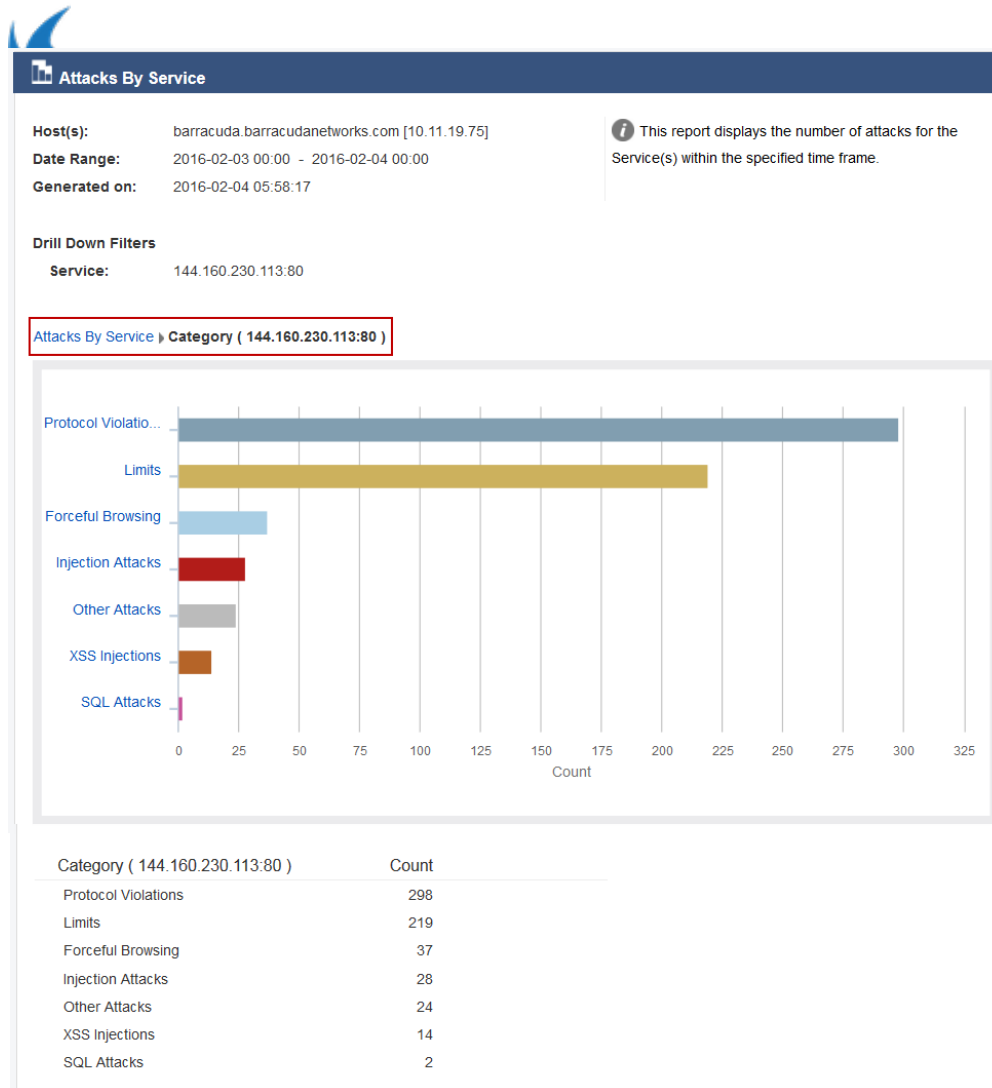 Attacks By Service
Host(s): barracuda.barracudanetworks.com [10.11.19.75]
Date Range: 2016-02-03 00:00 - 2016-02-04 00:00
Generated on: 2016-02-04 05:58:17
i This report displays the number of attacks for the
Service(s) within the specified time frame.
Drill Down Filters
Service: 144.160.230.113:80
Attacks By Service Category ( 144.160.230.113:80 )
Protocol Violatio...
Limits
Forceful Browsing
Injection Attacks
Other Attacks
XSS Injections
SQL Attacks
0 25 50 75 100 125 150 175 200 225 250 275 300 325
Count
Category ( 144.160.230.113:80 ) Count
Protocol Violations 298
Limits 219
Forceful Browsing 37
Injection Attacks 28
Other Attacks 24
XSS Injections 14
SQL Attacks 2